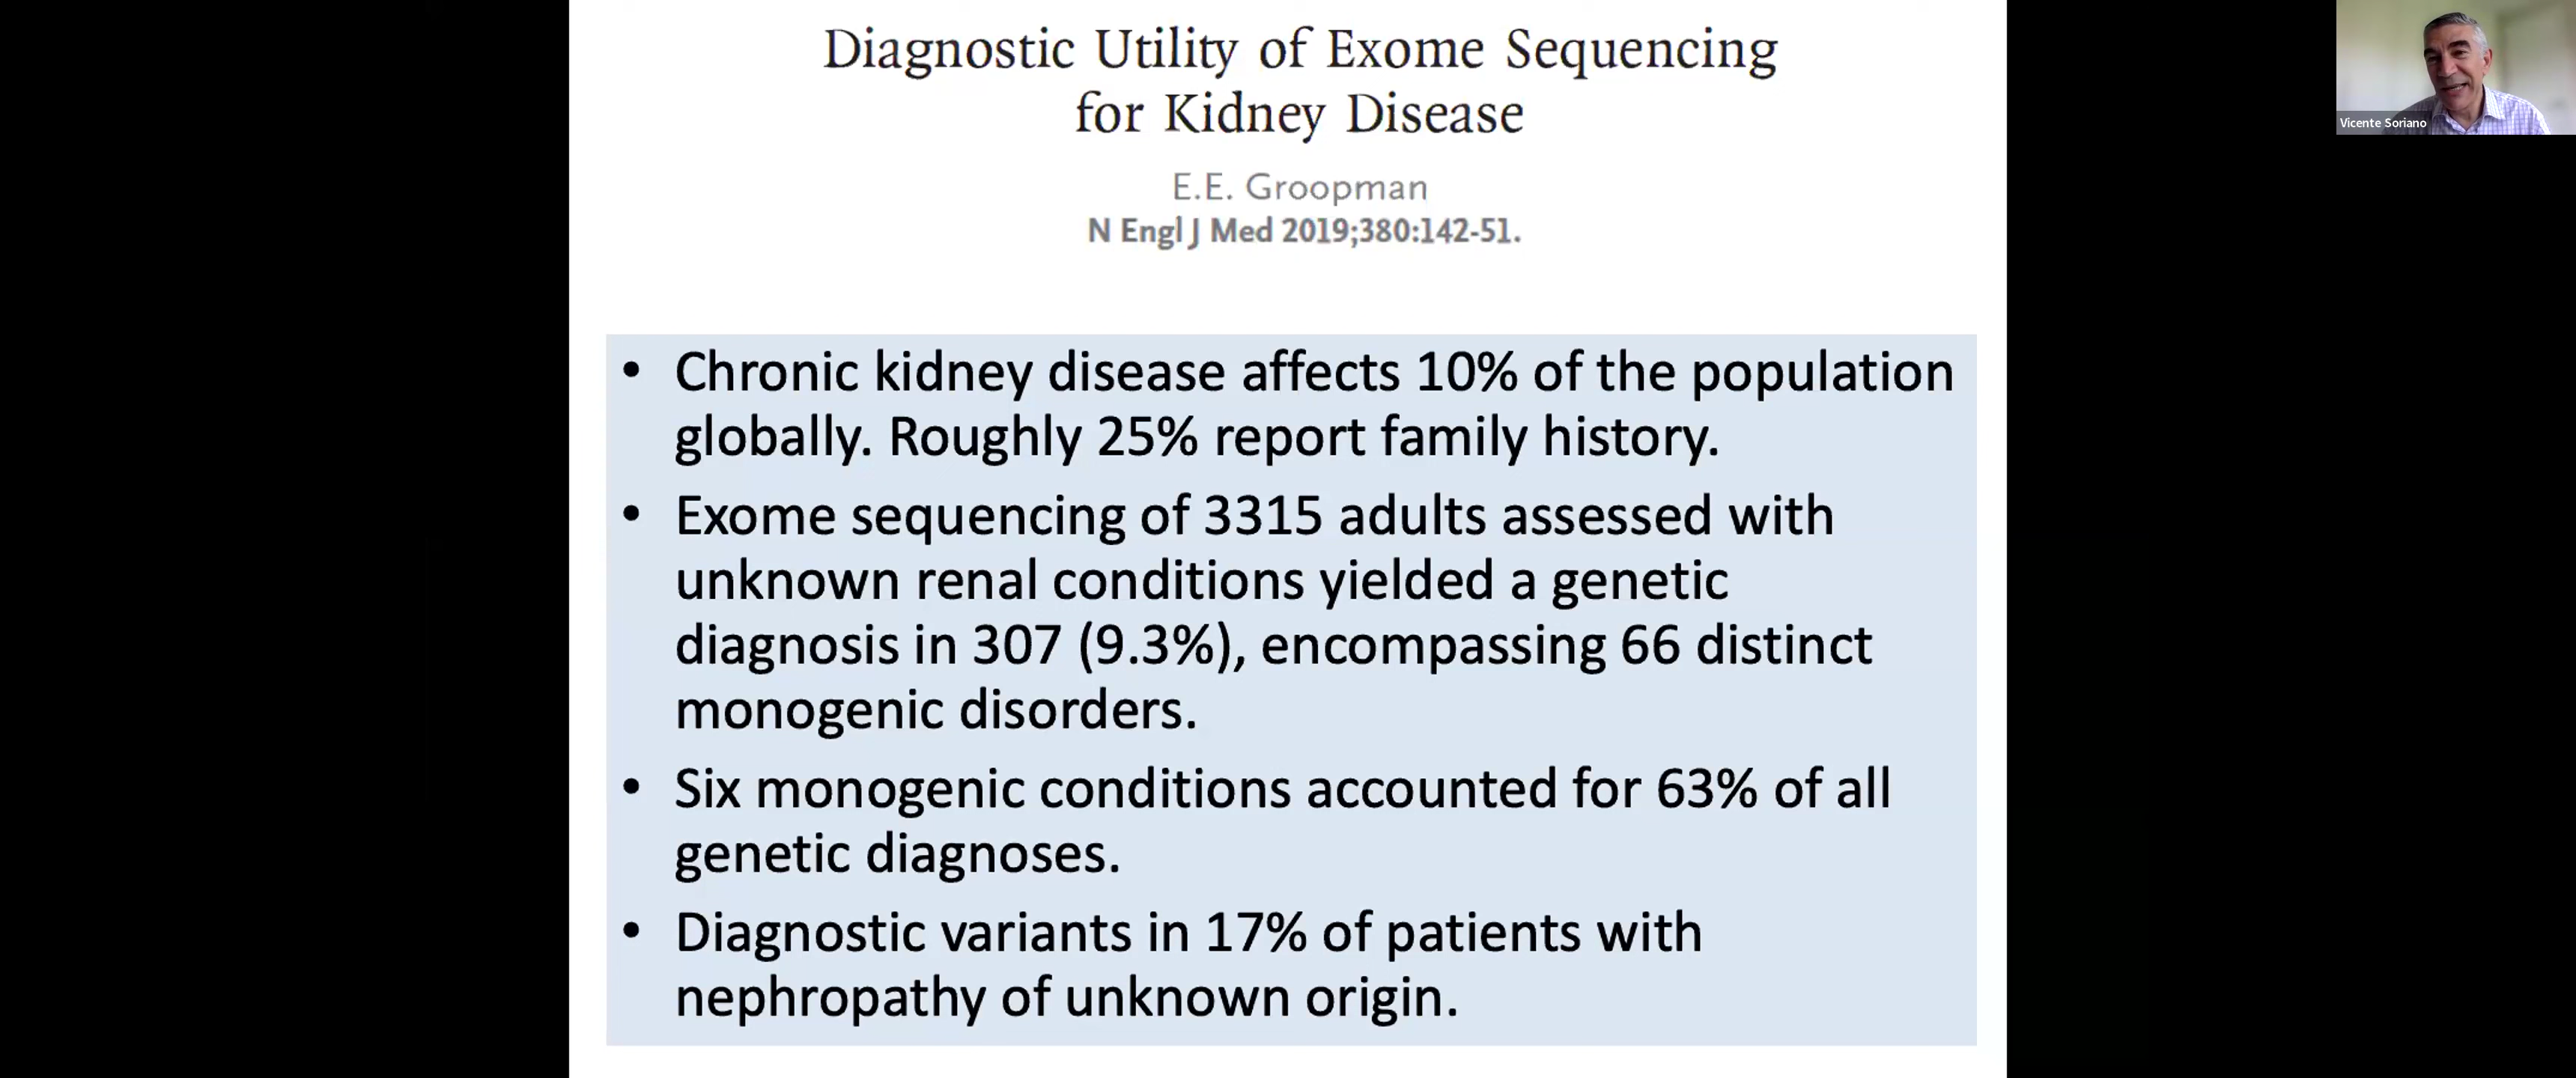 Diagnostic Utility of Exome Sequencing
for Kidney Disease
E.E. Groopman
N Engl J Med 2019;380:142-51.
Vicente Soriano
• Chronic kidney disease affects 10% of the population
globally. Roughly 25% report family history.
• Exome sequencing of 3315 adults assessed with
unknown renal conditions yielded a genetic
diagnosis in 307 (9.3%), encompassing 66 distinct
monogenic disorders.
• Six monogenic conditions accounted for 63% of all
genetic diagnoses.
• Diagnostic variants in 17% of patients with
nephropathy of unknown origin.